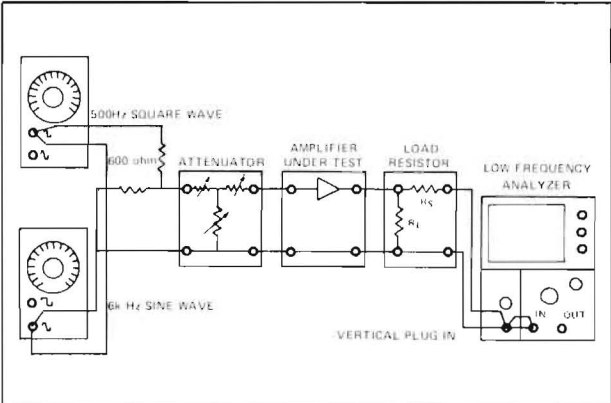 500Hz SQUARE WAVE
600 ohm
ATTENUATOR
AMPLIFIER
UNDER TEST
LOAD
RESISTOR
RS
RL
LOW FREQUENCY
ANALYZER
6k Hz SINE WAVE
IN OUT
VERTICAL PLUG IN